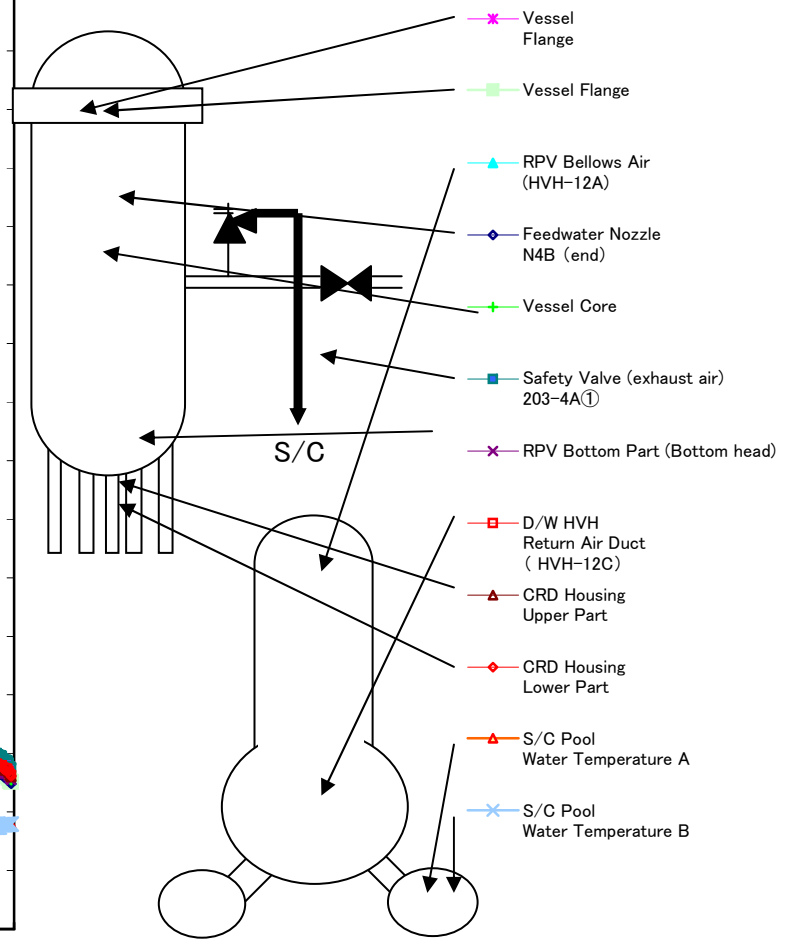 Vessel
Flange
Vessel Flange
RPV Bellows Air
(HVH-12A)
Feedwater Nozzle
N4B (end)
Vessel Core
Safety Valve (exhaust air)
203-4A①
S/C
RPV Bottom Part (Bottom head)
D/W HVH
Return Air Duct
( HVH-12C)
CRD Housing
Upper Part
CRD Housing
Lower Part
S/C Pool
Water Temperature A
S/C Pool
Water Temperature B